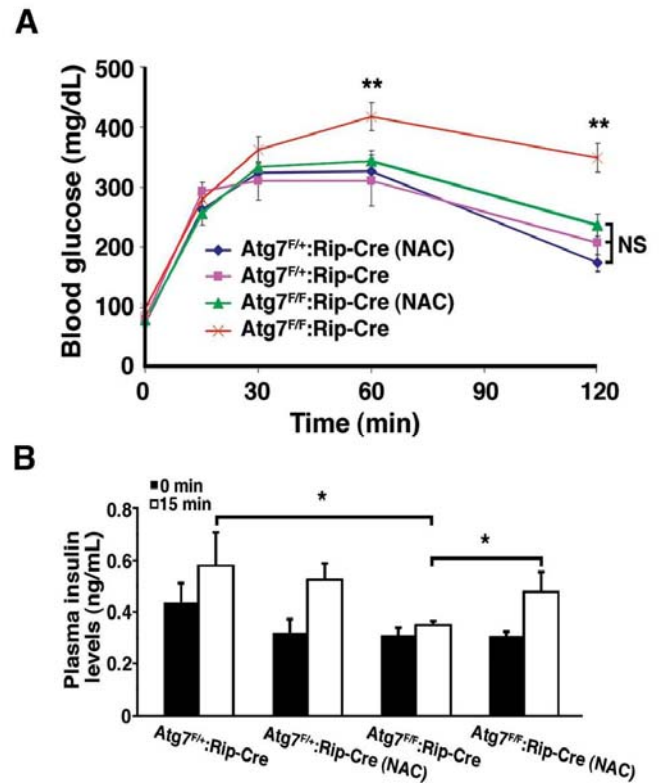 A
Blood glucose (mg/dL)
500
400
300
200
100
0
**
**
NS
Atg7F/+:Rip-Cre (NAC)
Atg7F/+:Rip-Cre
Atg7F/F:Rip-Cre (NAC)
Atg7F/F:Rip-Cre
0 30 60 90 120
Time (min)
B
0 min
15 min
*
*
Plasma insulin
levels (ng/mL)
0.8
0.6
0.4
0.2
0
Atg7F/+:Rip-Cre
Atg7F/+:Rip-Cre (NAC)
Atg7F/F:Rip-Cre
Atg7F/F:Rip-Cre (NAC)